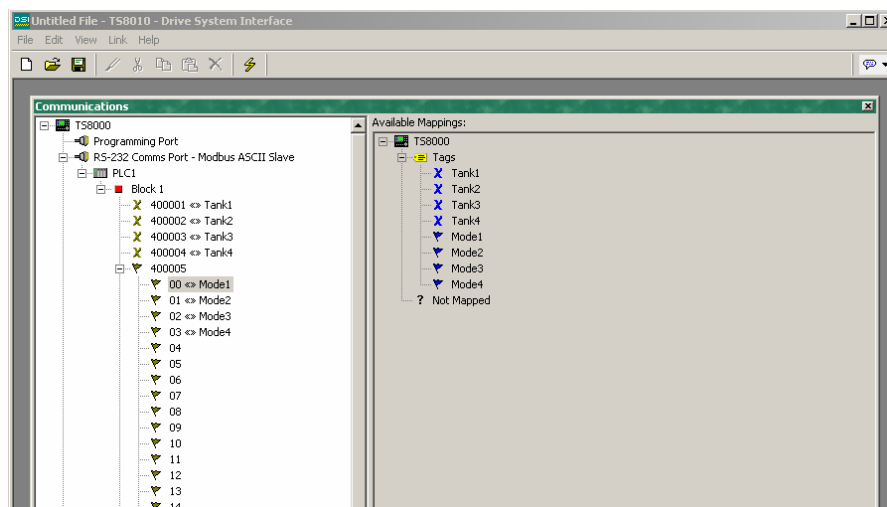 DSI Untitled File - TS8010 - Drive System Interface
File Edit View Link Help
Communications
TS8000
Programming Port
RS-232 Comms Port - Modbus ASCII Slave
PLC1
Block 1
400001 <> Tank1
400002 <> Tank2
400003 <> Tank3
400004 <> Tank4
400005
00 <> Mode1
01 <> Mode2
02 <> Mode3
03 <> Mode4
04
05
06
07
08
09
10
11
12
13
14
Available Mappings:
TS8000
Tags
Tank1
Tank2
Tank3
Tank4
Mode1
Mode2
Mode3
Mode4
? Not Mapped